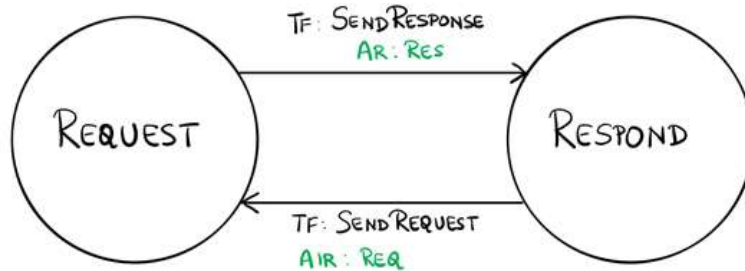 TF: SENDRESPONSE
AR: RES
REQUEST
RESPOND
TF: SENDREQUEST
AIR: REQ